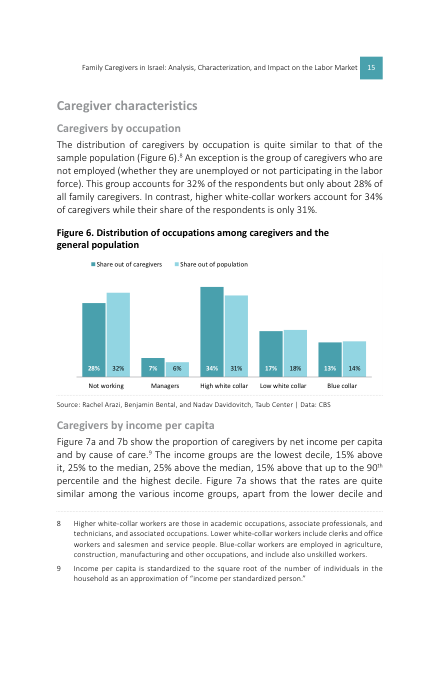 Family Caregivers in Israel: Analysis, Characterization, and Impact on the Labor Market 15
Caregiver characteristics
Caregivers by occupation
The distribution of caregivers by occupation is quite similar to that of the
sample population (Figure 6).8 An exception is the group of caregivers who are
not employed (whether they are unemployed or not participating in the labor
force). This group accounts for 32% of the respondents but only about 28% of
all family caregivers. In contrast, higher white-collar workers account for 34%
of caregivers while their share of the respondents is only 31%.
Figure 6. Distribution of occupations among caregivers and the
general population
Share out of caregivers Share out of population
28% 32% 7% 6% 34% 31% 17% 18% 13% 14%
Not working Managers High white collar Low white collar Blue collar
Source: Rachel Arazi, Benjamin Bental, and Nadav Davidovitch, Taub Center | Data: CBS
Caregivers by income per capita
Figure 7a and 7b show the proportion of caregivers by net income per capita
and by cause of care.9 The income groups are the lowest decile, 15% above
it, 25% to the median, 25% above the median, 15% above that up to the 90th
percentile and the highest decile. Figure 7a shows that the rates are quite
similar among the various income groups, apart from the lower decile and
8 Higher white-collar workers are those in academic occupations, associate professionals, and
technicians, and associated occupations. Lower white-collar workers include clerks and office
workers and salesmen and service people. Blue-collar workers are employed in agriculture,
construction, manufacturing and other occupations, and include also unskilled workers.
9 Income per capita is standardized to the square root of the number of individuals in the
household as an approximation of "income per standardized person."